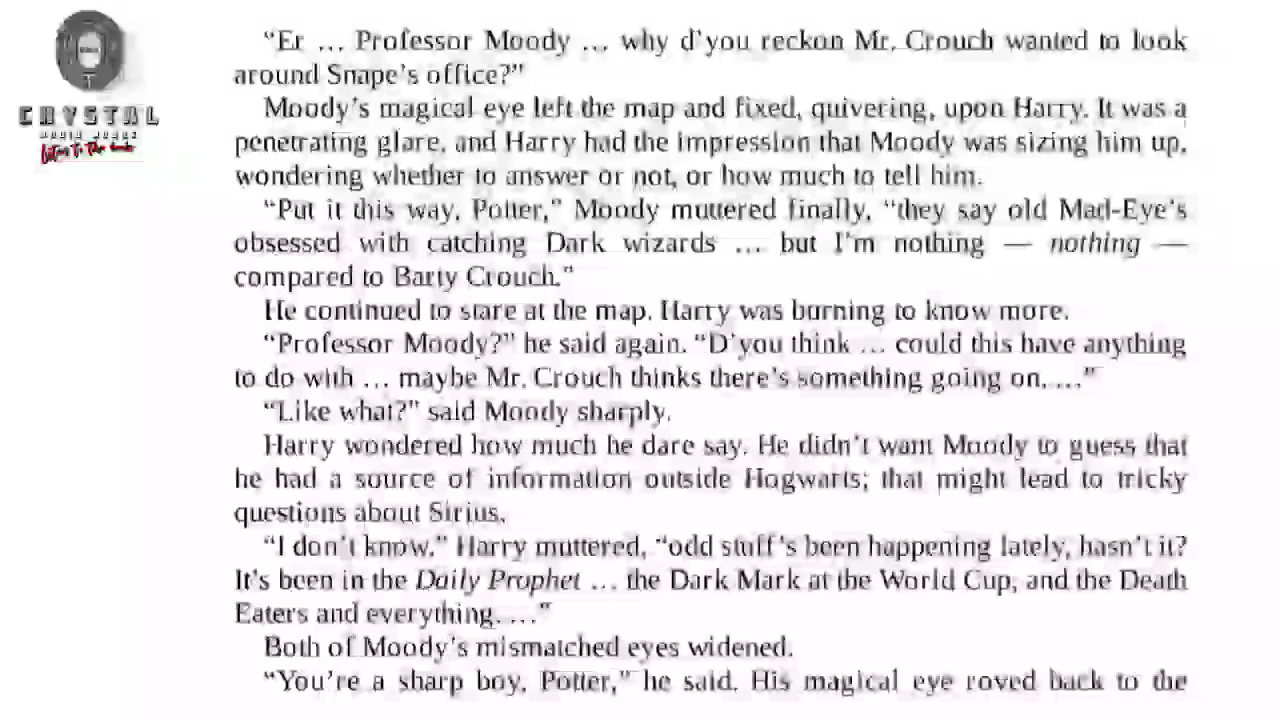 CRYSTAL
AUDIO BOOKS
Listen To The
“Er … Professor Moody … why d’you reckon Mr. Crouch wanted to look
around Snape’s office?”
Moody’s magical eye left the map and fixed, quivering, upon Harry. It was a
penetrating glare, and Harry had the impression that Moody was sizing him up,
wondering whether to answer or not, or how much to tell him.
“Put it this way, Potter,” Moody muttered finally, “they say old Mad-Eye’s
obsessed with catching Dark wizards … but I’m nothing — nothing —
compared to Barty Crouch.”
He continued to stare at the map. Harry was burning to know more.
“Professor Moody?” he said again. “D’you think … could this have anything
to do with … maybe Mr. Crouch thinks there’s something going on. …”
“Like what?” said Moody sharply.
Harry wondered how much he dare say. He didn’t want Moody to guess that
he had a source of information outside Hogwarts; that might lead to tricky
questions about Sirius.
“I don’t know.” Harry muttered, “odd stuff’s been happening lately, hasn’t it?
It’s been in the Daily Prophet … the Dark Mark at the World Cup, and the Death
Eaters and everything. …”
Both of Moody’s mismatched eyes widened.
“You’re a sharp boy, Potter,” he said. His magical eye roved back to the